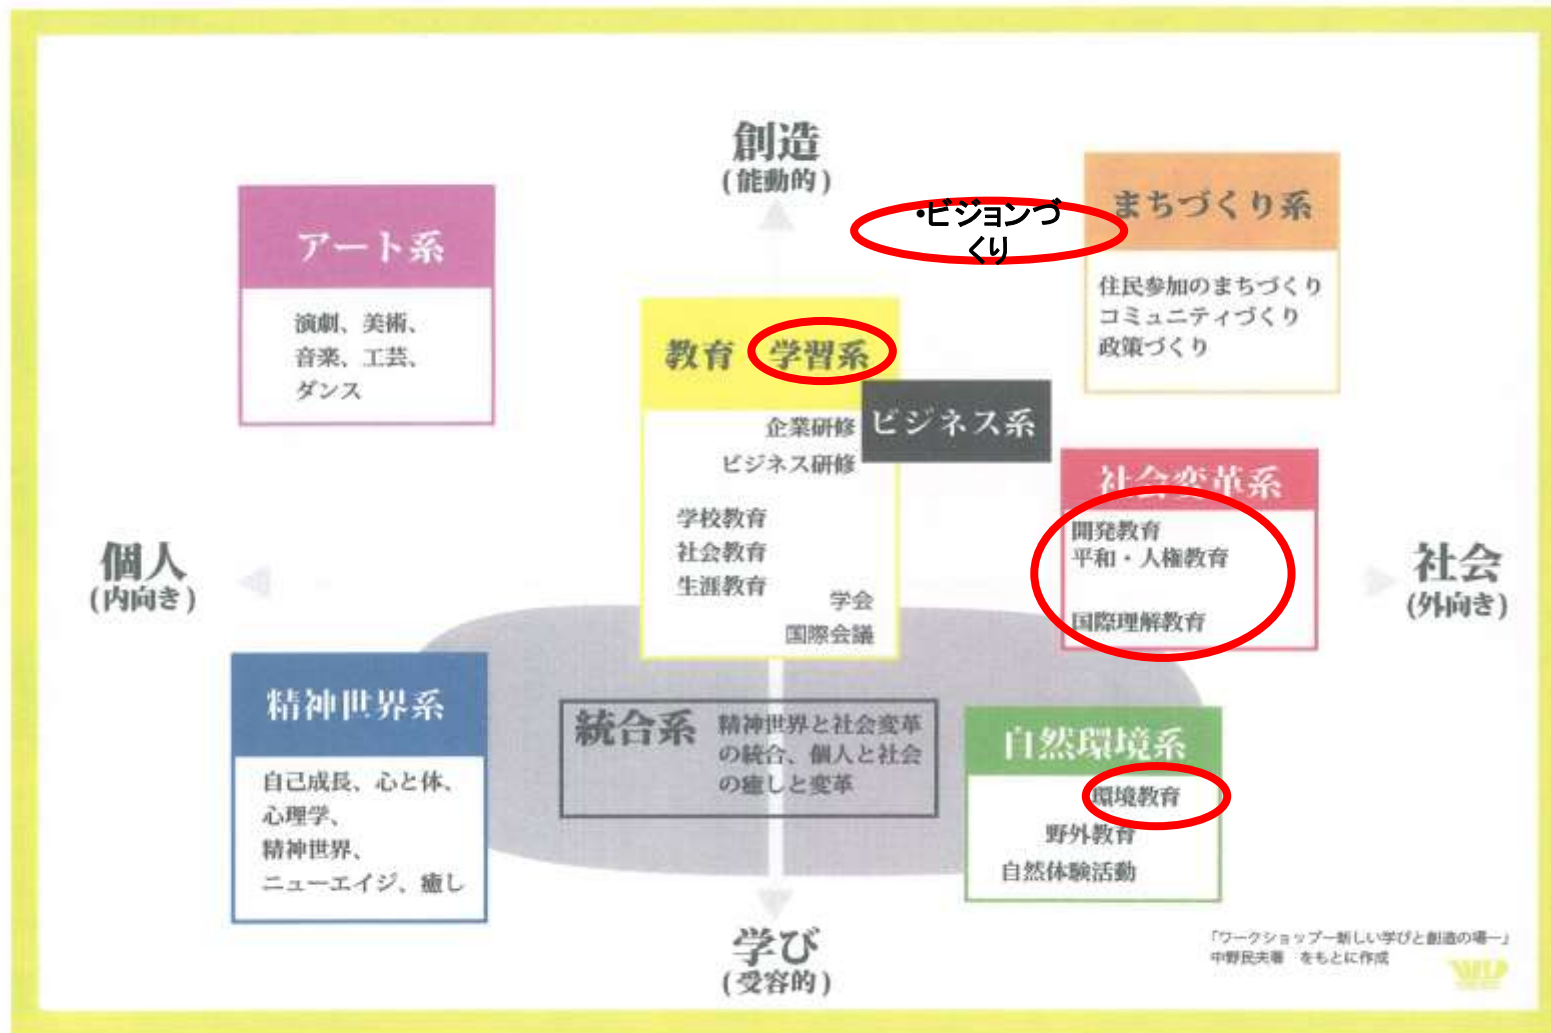 創造
(能動的)
アート系
演劇、美術、
音楽、工芸、
ダンス
•ビジョンづ
くり
まちづくり系
住民参加のまちづくり
コミュニティづくり
政策づくり
教育 学習系
ビジネス系
企業研修
ビジネス研修
学校教育
社会教育
生涯教育
学会
国際会議
社会変革系
開発教育
平和・人権教育
国際理解教育
個人
(内向き)
社会
(外向き)
精神世界系
自己成長、心と体、
心理学、
精神世界、
ニューエイジ、癒し
統合系
精神世界と社会変革
の統合、個人と社会
の癒しと変革
自然環境系
環境教育
野外教育
自然体験活動
学び
(受容的)
「ワークショップ―新しい学びと創造の場―」
中野民夫著 をもとに作成